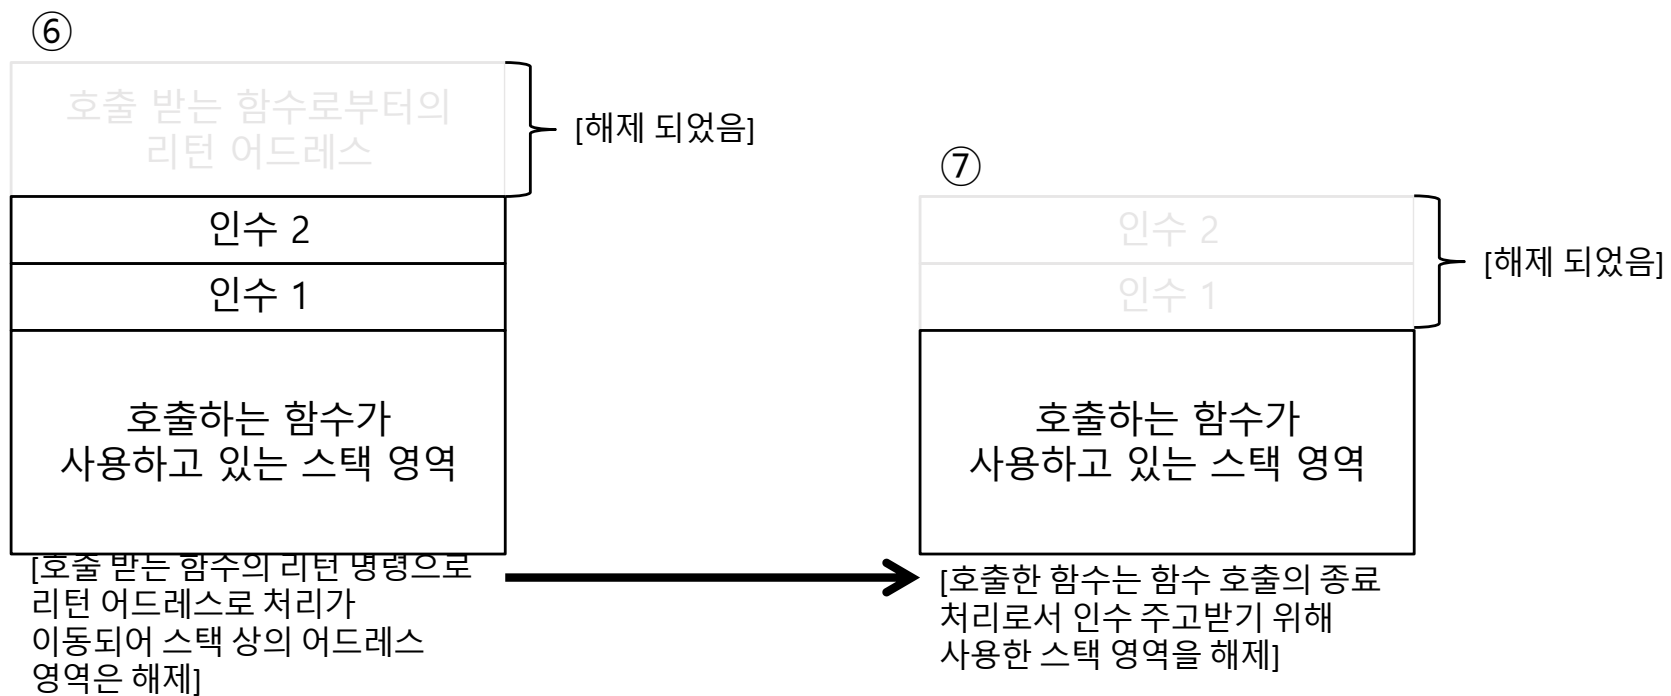 ⑥
호출 받는 함수로부터의
리턴 어드레스
[해제 되었음]
인수 2
인수 1
호출하는 함수가
사용하고 있는 스택 영역
[호출 받는 함수의 리턴 명령으로
리턴 어드레스로 처리가
이동되어 스택 상의 어드레스
영역은 해제]
⑦
인수 2
인수 1
[해제 되었음]
호출하는 함수가
사용하고 있는 스택 영역
[호출한 함수는 함수 호출의 종료
처리로서 인수 주고받기 위해
사용한 스택 영역을 해제]